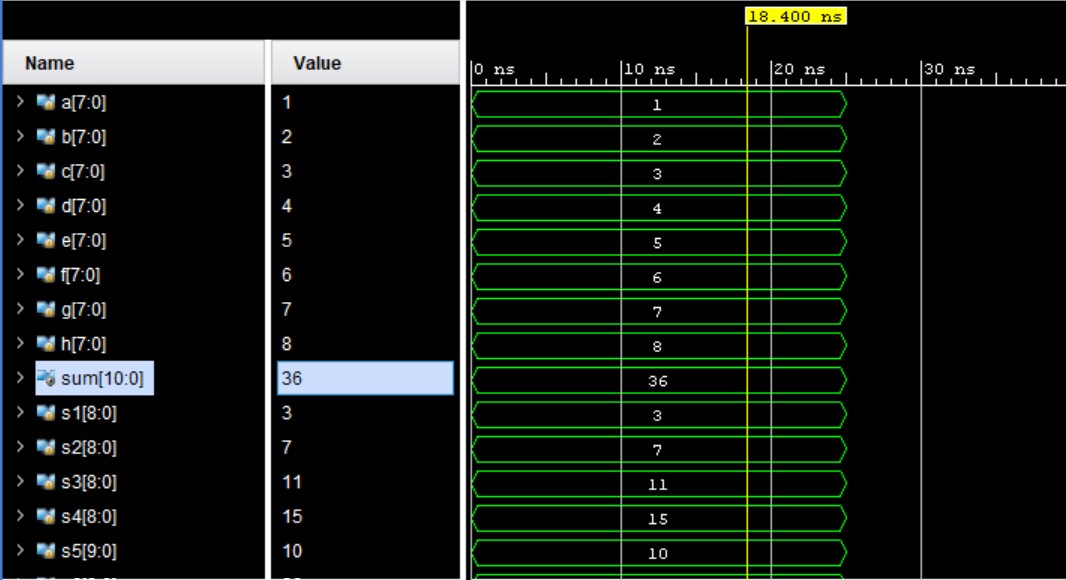 18.400 ns
Name Value 0 ns 10 ns 20 ns 30 ns
a[7:0] 1 1
b[7:0] 2 2
c[7:0] 3 3
d[7:0] 4 4
e[7:0] 5 5
f[7:0] 6 6
g[7:0] 7 7
h[7:0] 8 8
sum[10:0] 36 36
s1[8:0] 3 3
s2[8:0] 7 7
s3[8:0] 11 11
s4[8:0] 15 15
s5[9:0] 10 10